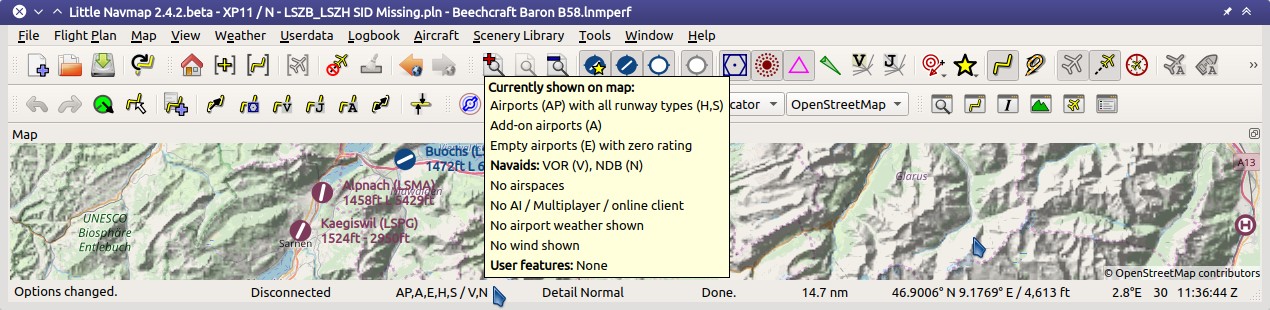 Little Navmap 2.4.2.beta - XP11 / N - LSZB_LSZH SID Missing.pln - Beechcraft Baron B58.lnmperf
File Flight Plan Map View Weather Userdata Logbook Aircraft Scenery Library Tools Window Help
V J
A A
V J A
cator OpenStreetMap
I
Map
Currently shown on map:
Airports (AP) with all runway types (H,S)
Add-on airports (A)
Empty airports (E) with zero rating
Navaids: VOR (V), NDB (N)
No airspaces
No AI / Multiplayer / online client
No airport weather shown
No wind shown
User features: None
Buochs (LS
1472ft L 6
Alpnach (LSMA)
1458ft L 5429ft
Kaegiswil (LSPG)
1524ft
Sarnen
UNESCO
Biosphäre
Entlebuch
Glarus
A13
H
© OpenStreetMap contributors
Options changed. Disconnected AP,A,E,H,S / V,N Detail Normal Done. 14.7 nm 46.9006° N 9.1769° E / 4,613 ft 2.8°E 30 11:36:44 Z